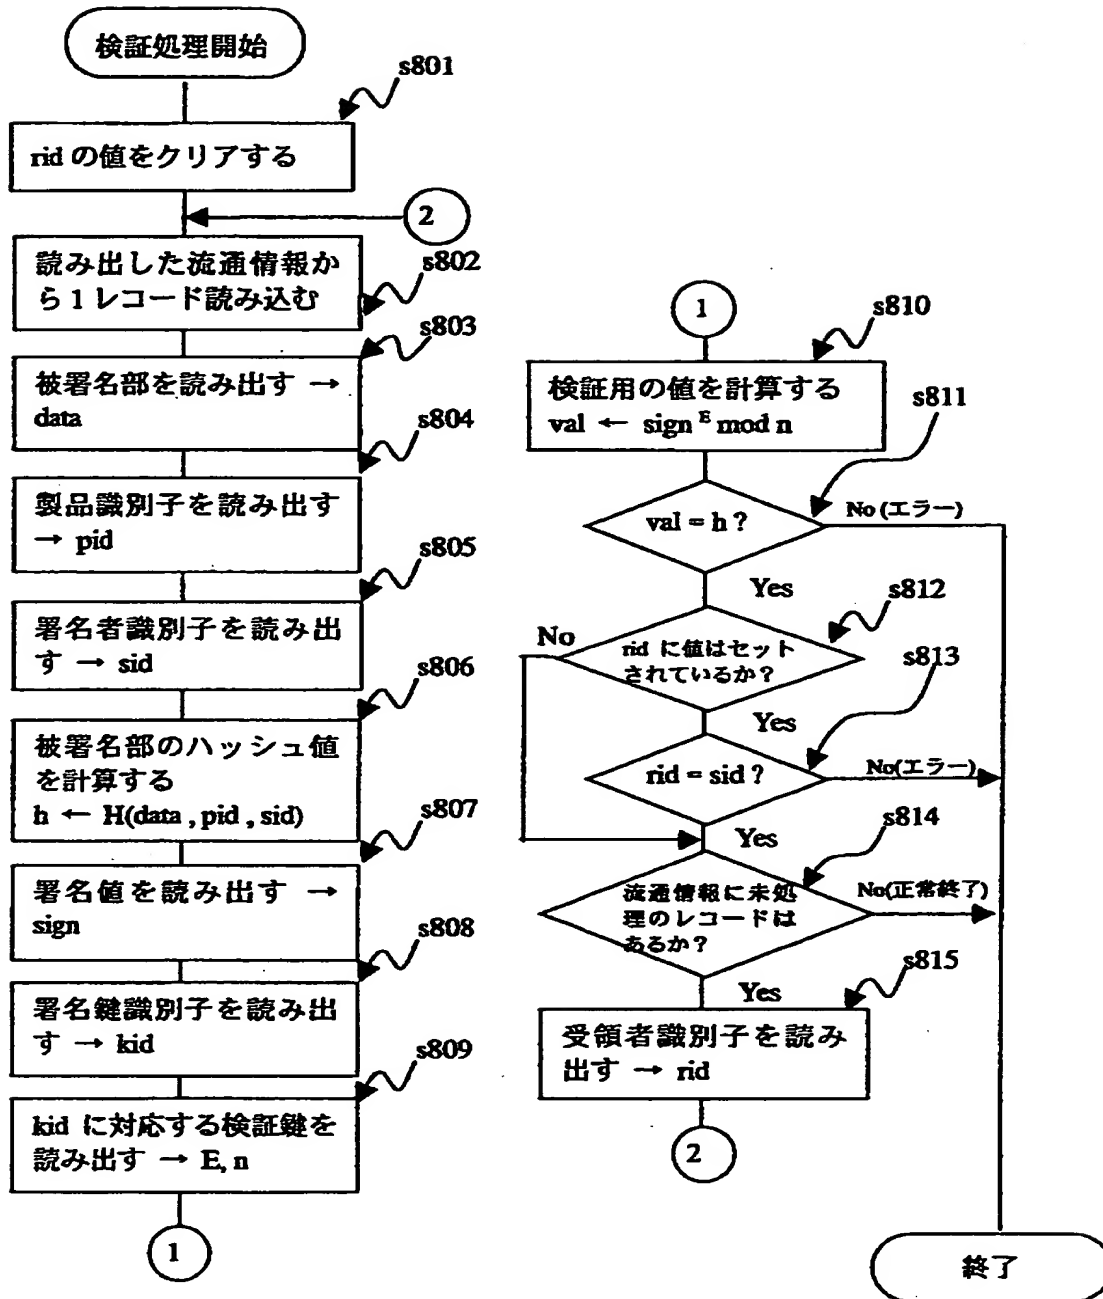 検証処理開始
s801
rid の値をクリアする
2
読み出した流通情報か
ら１レコード読み込む
s802
s803
被署名部を読み出す →
data
s804
製品識別子を読み出す
→ pid
s805
署名者識別子を読み出
す → sid
s806
被署名部のハッシュ値
を計算する
h ← H(data , pid , sid)
s807
署名値を読み出す →
sign
s808
署名鍵識別子を読み出
す → kid
s809
kid に対応する検証鍵を
読み出す → E, n
1
1
s810
検証用の値を計算する
val ← sign ᴱ mod n
s811
val = h ?
No (エラー)
Yes
s812
No
rid に値はセット
されているか？
s813
Yes
rid = sid ?
No(エラー)
Yes
s814
流通情報に未処
理のレコードは
あるか？
No(正常終了)
Yes
s815
受領者識別子を読み
出す → rid
2
終了